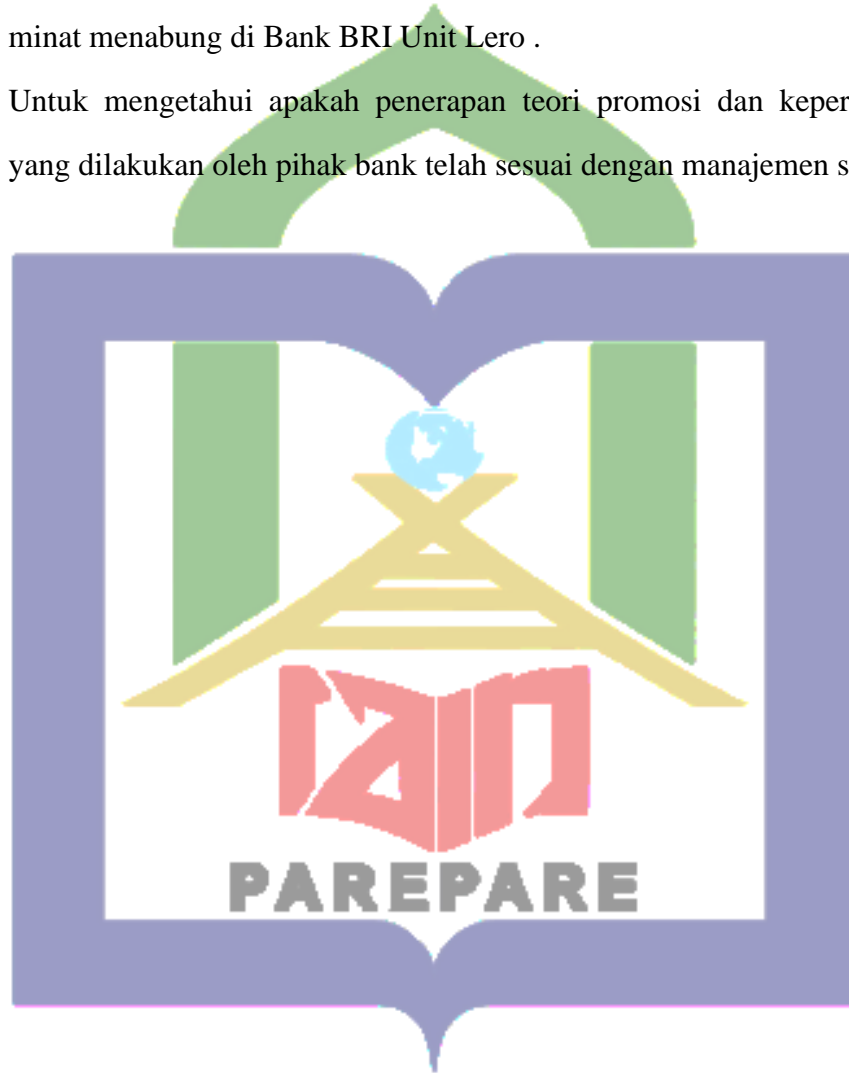 minat menabung di Bank BRI Unit Lero .
Untuk mengetahui apakah penerapan teori promosi dan keper
yang dilakukan oleh pihak bank telah sesuai dengan manajemen s
iain
PAREPARE